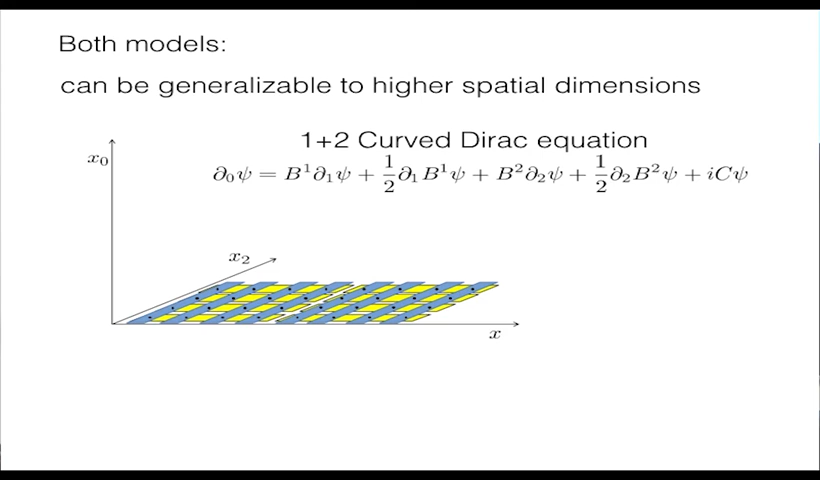 Both models:
can be generalizable to higher spatial dimensions
1+2 Curved Dirac equation
∂₀ψ = B¹∂₁ψ + 1/2 ∂₁B¹ψ + B²∂₂ψ + 1/2 ∂₂B²ψ + iCψ
x₀
x₂
x